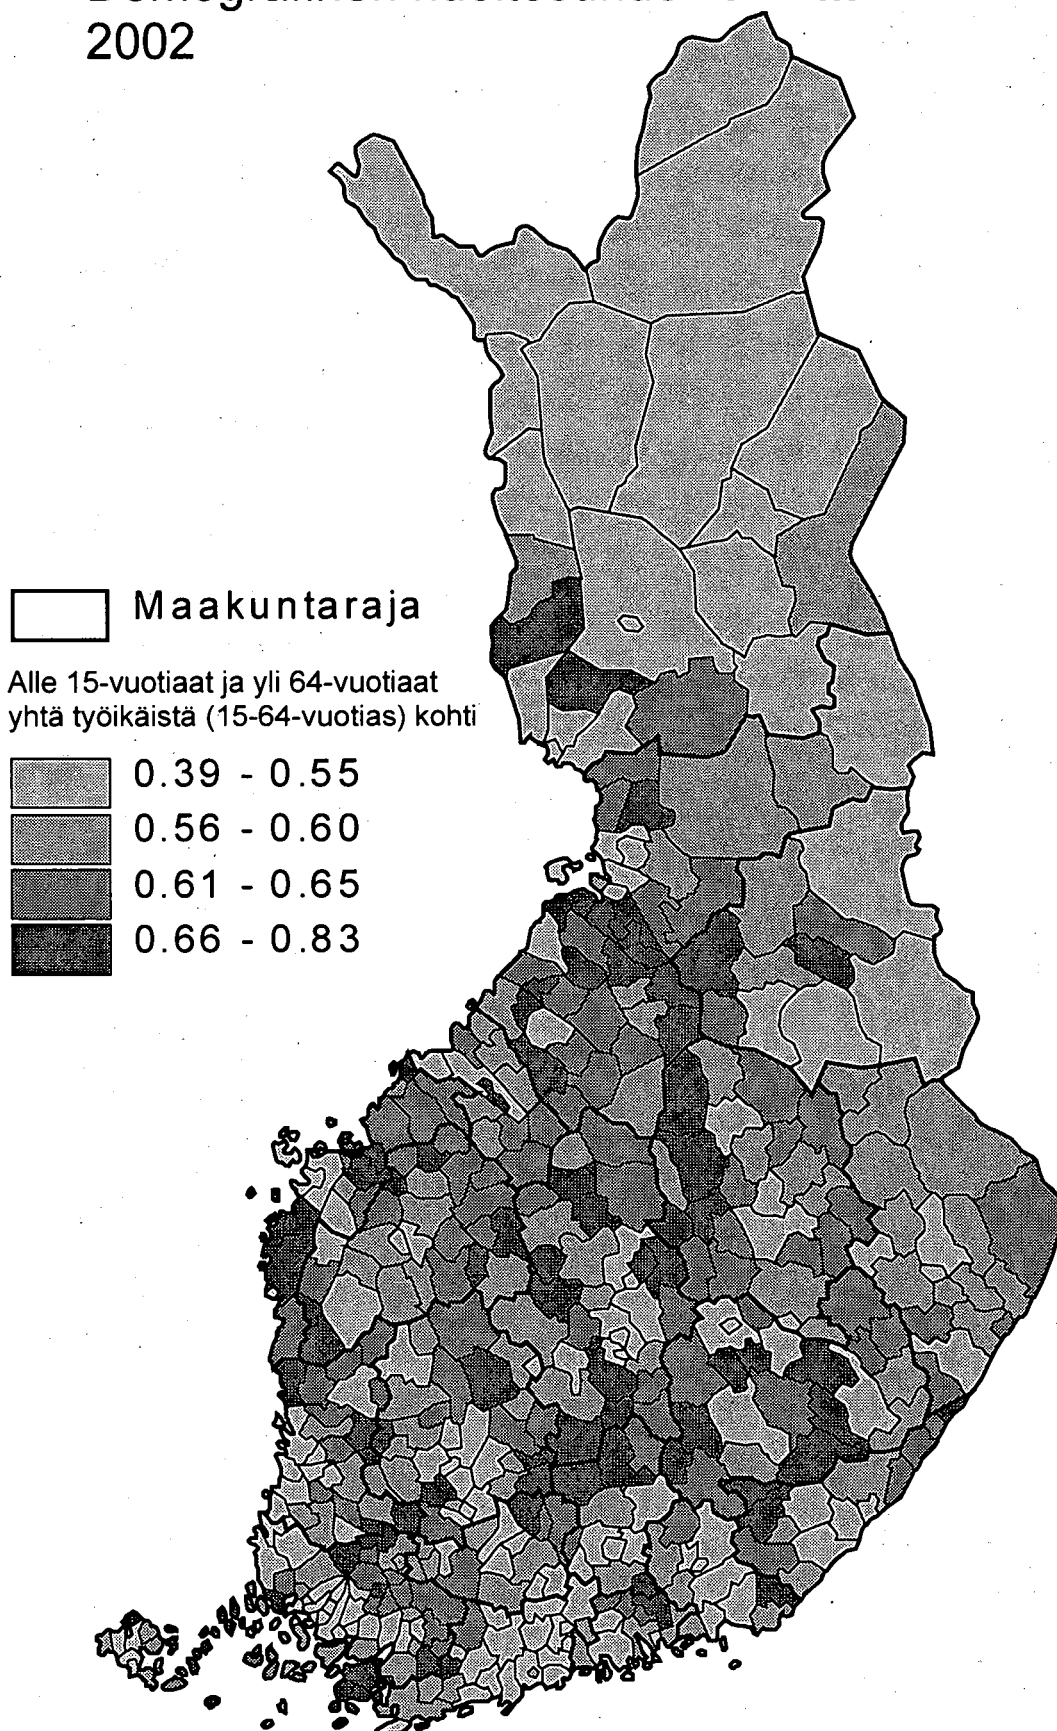 2002
Maakuntaraja
Alle 15-vuotiaat ja yli 64-vuotiaat
yhtä työikäistä (15-64-vuotias) kohti
0.39 - 0.55
0.56 - 0.60
0.61 - 0.65
0.66 - 0.83